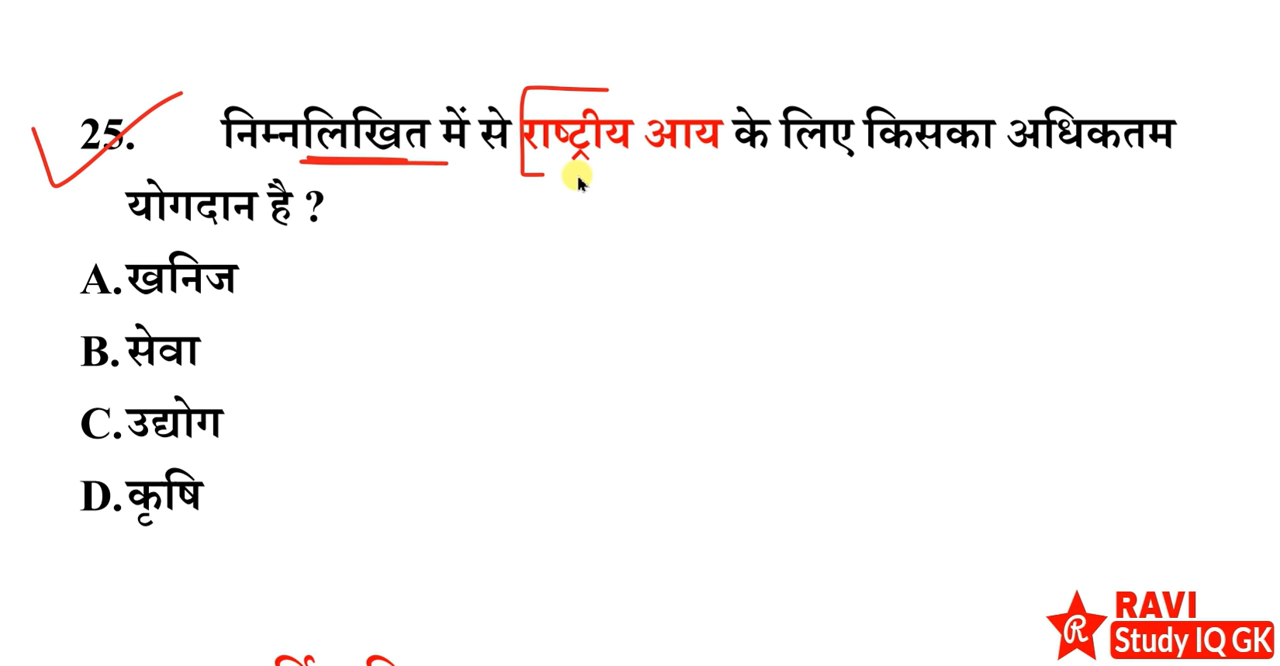 25. निम्नलिखित में से राष्ट्रीय आय के लिए किसका अधिकतम
योगदान है ?
A. खनिज
B. सेवा
C. उद्योग
D. कृषि
RAVI
Study IQ GK